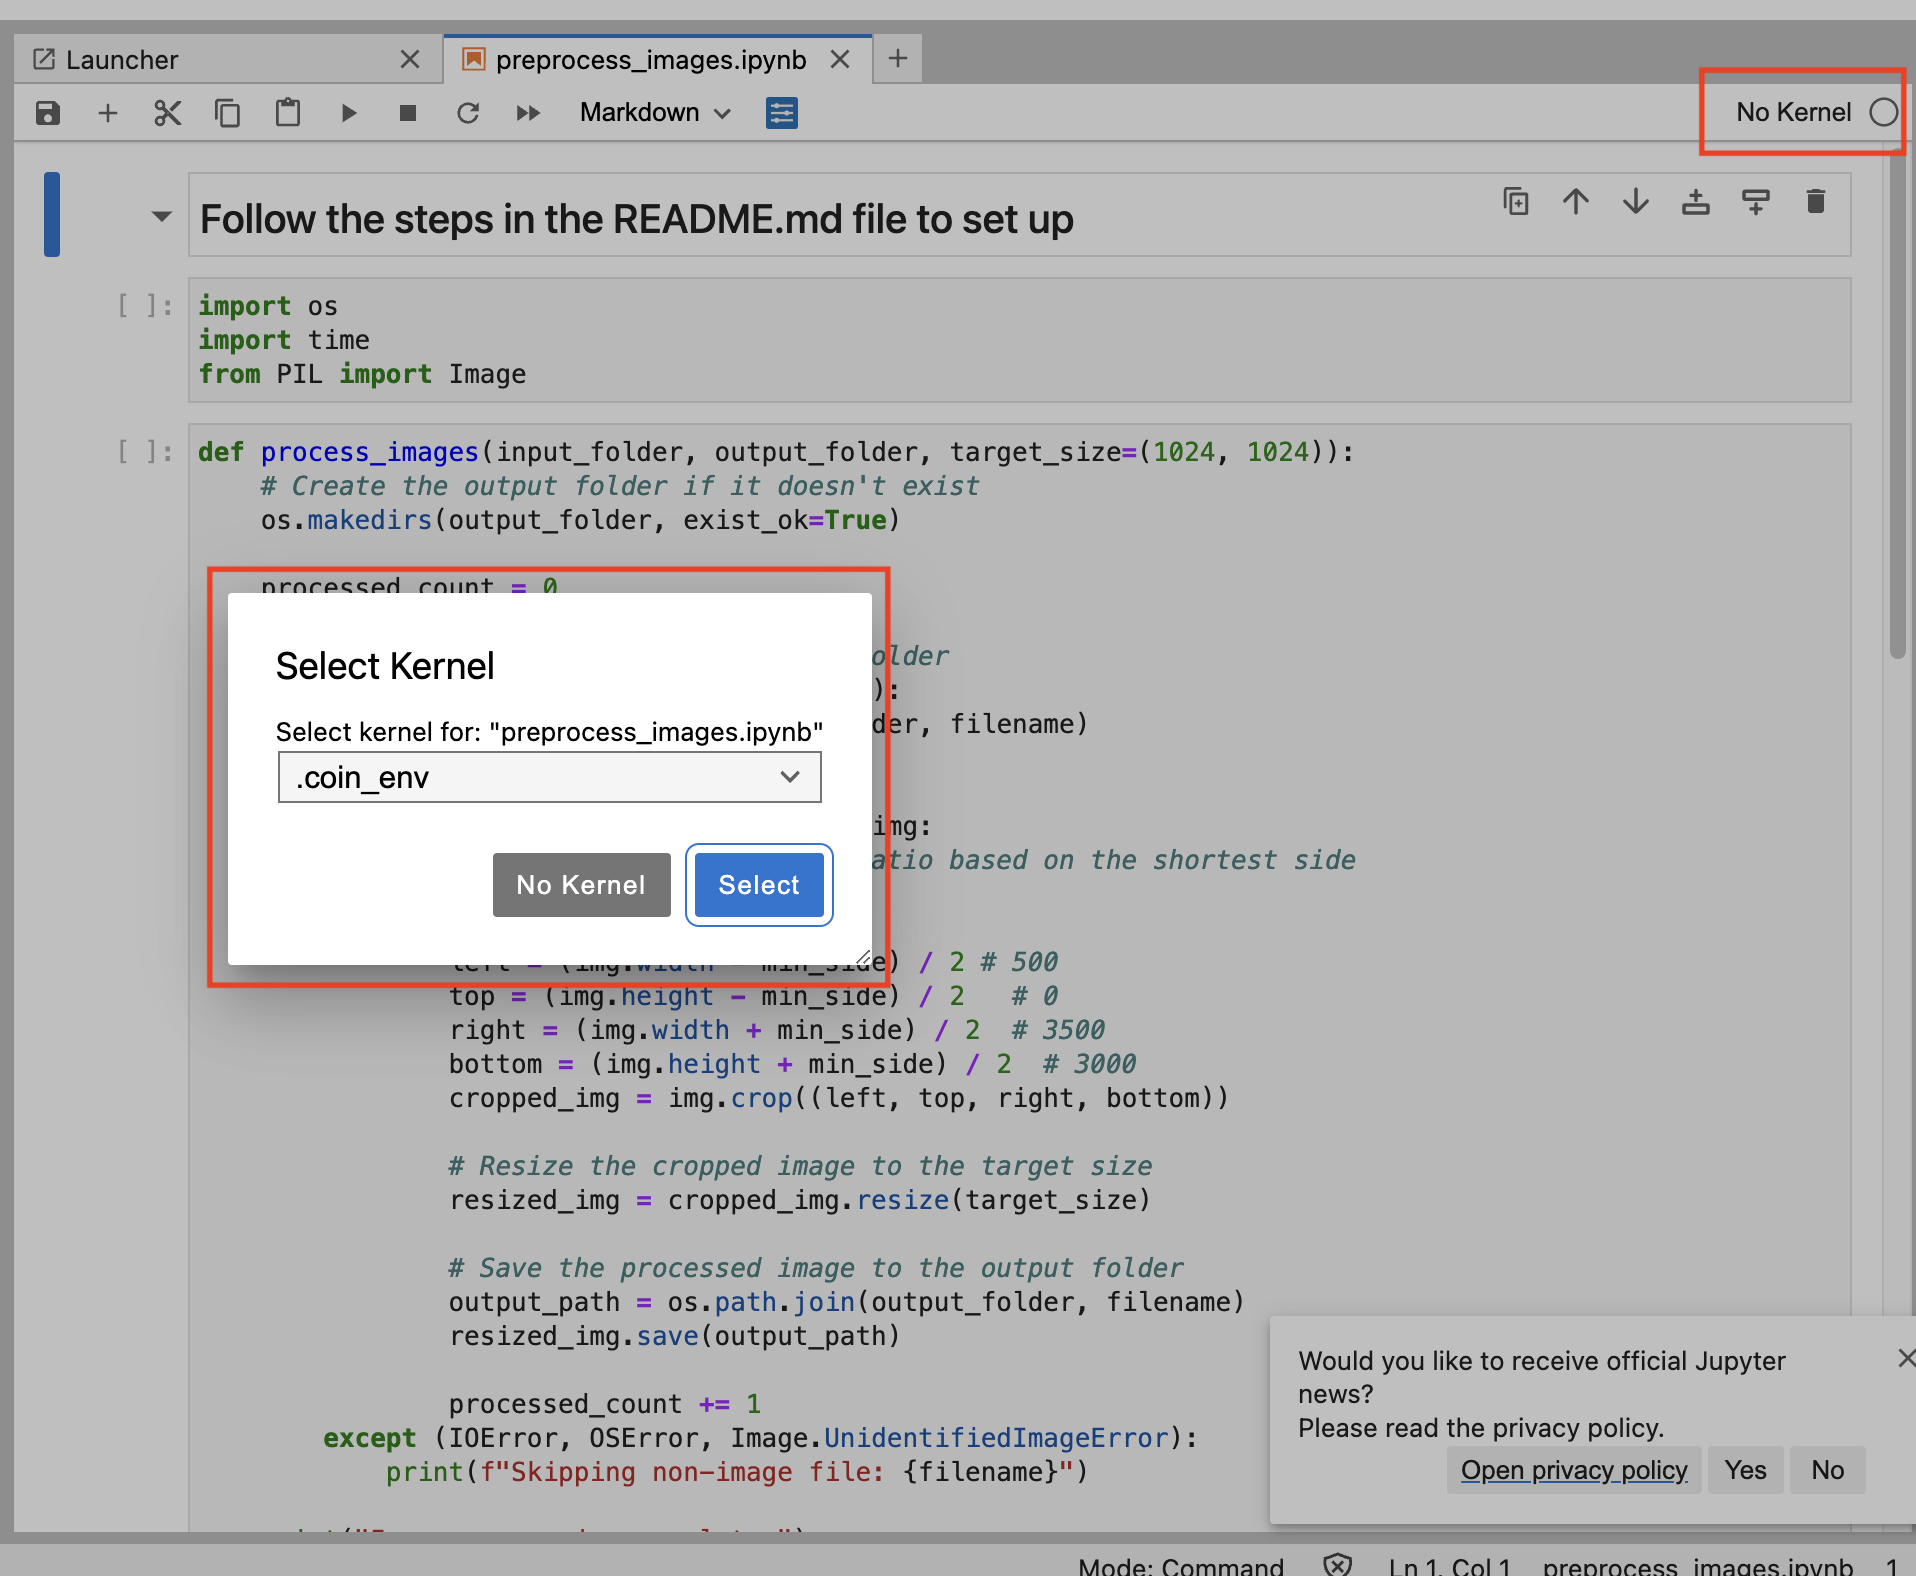 Launcher
preprocess_images.ipynb
Markdown
No Kernel
Follow the steps in the README.md file to set up
[ ]:
import os
import time
from PIL import Image
[ ]:
def process_images(input_folder, output_folder, target_size=(1024, 1024)):
# Create the output folder if it doesn't exist
os.makedirs(output_folder, exist_ok=True)
processed_count = 0
older
):
der, filename)
img:
atio based on the shortest side
Select Kernel
Select kernel for: "preprocess_images.ipynb"
.coin_env
No Kernel
Select
left = (img.width - min_side) / 2 # 500
top = (img.height - min_side) / 2 # 0
right = (img.width + min_side) / 2 # 3500
bottom = (img.height + min_side) / 2 # 3000
cropped_img = img.crop((left, top, right, bottom))
# Resize the cropped image to the target size
resized_img = cropped_img.resize(target_size)
# Save the processed image to the output folder
output_path = os.path.join(output_folder, filename)
resized_img.save(output_path)
processed_count += 1
except (IOError, OSError, Image.UnidentifiedImageError):
print(f"Skipping non-image file: {filename}")
Would you like to receive official Jupyter
news?
Please read the privacy policy.
Open privacy policy
Yes
No
Mode: Command
Ln 1, Col 1
preprocess_images.ipynb
1